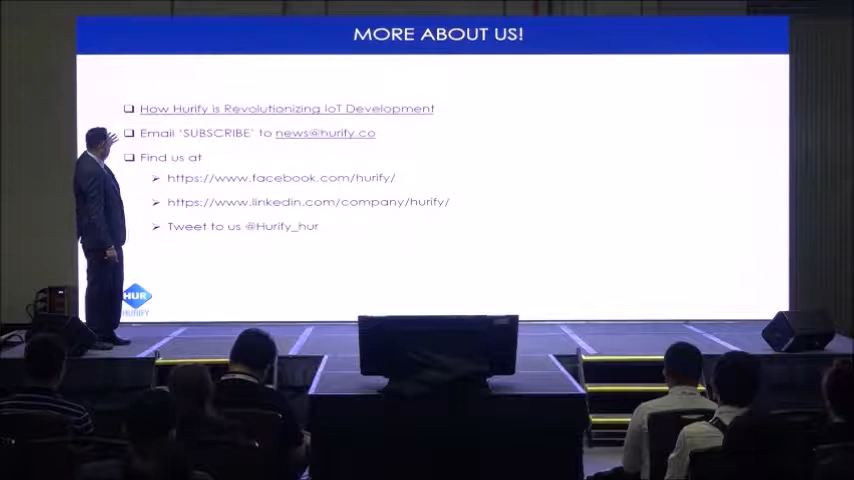 MORE ABOUT US!
How Hurify is Revolutionizing IoT Development
Email 'SUBSCRIBE' to news@hurify.co
Find us at
https://www.facebook.com/hurify/
https://www.linkedin.com/company/hurify/
Tweet to us @Hurify_hur
HUR
HURIFY